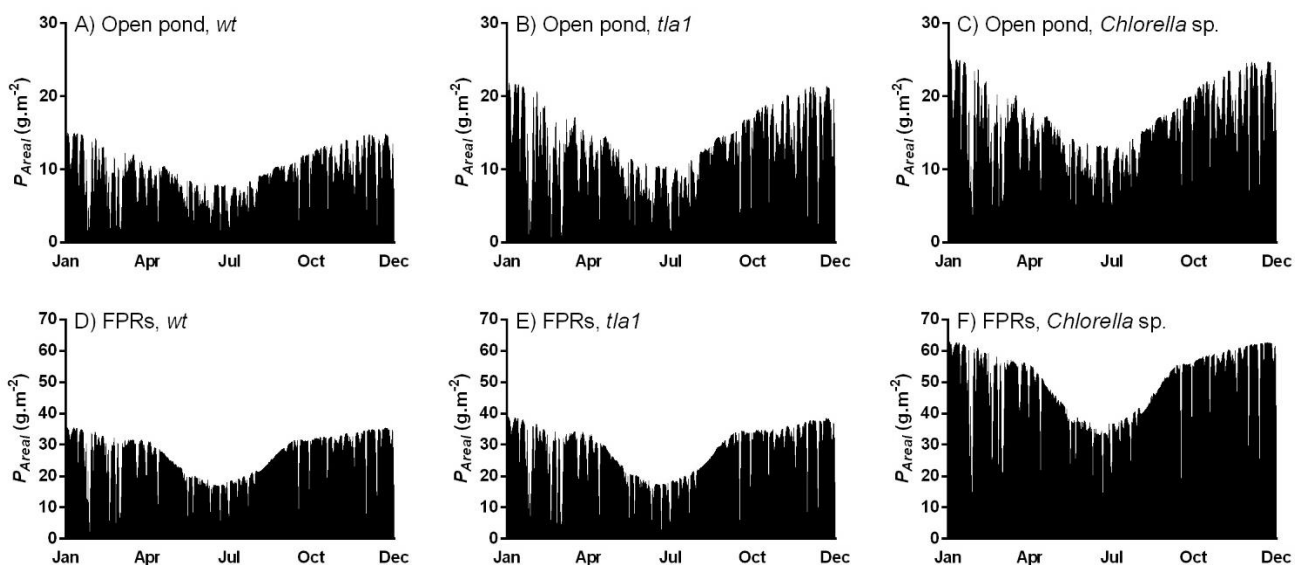 A) Open pond, wt
P_Areal (g.m⁻²)
30
20
10
0
Jan Apr Jul Oct Dec
B) Open pond, tla1
P_Areal (g.m⁻²)
30
20
10
0
Jan Apr Jul Oct Dec
C) Open pond, Chlorella sp.
P_Areal (g.m⁻²)
30
20
10
0
Jan Apr Jul Oct Dec
D) FPRs, wt
P_Areal (g.m⁻²)
70
60
50
40
30
20
10
0
Jan Apr Jul Oct Dec
E) FPRs, tla1
P_Areal (g.m⁻²)
70
60
50
40
30
20
10
0
Jan Apr Jul Oct Dec
F) FPRs, Chlorella sp.
P_Areal (g.m⁻²)
70
60
50
40
30
20
10
0
Jan Apr Jul Oct Dec